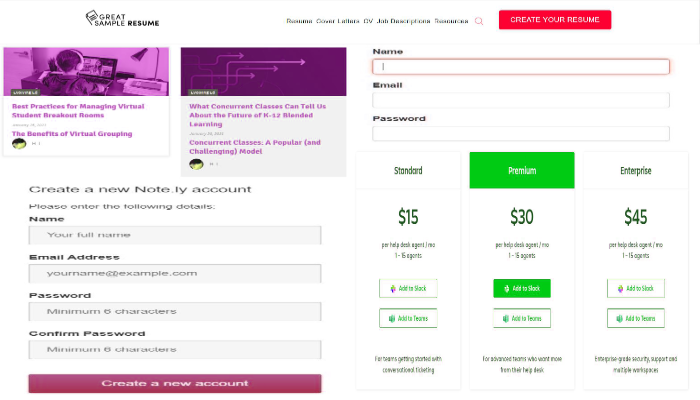 GREAT
SAMPLE RESUME
Resume Cover Letters CV Job Descriptions Resources
CREATE YOUR RESUME
Best Practices for Managing Virtual
Student Breakout Rooms
The Benefits of Virtual Grouping
What Concurrent Classes Can Tell Us
About the Future of K-12 Blended
Learning
Concurrent Classes: A Popular (and
Challenging) Model
Create a new Note.ly account
Please enter the following details:
Name
Your full name
Email Address
yourname@example.com
Password
Minimum 6 characters
Confirm Password
Minimum 6 characters
Create a new account
Name
Email
Password
Standard
$15
per help desk agent / mo
1 - 15 agents
Add to Slack
Add to Teams
For teams getting started with
conversational ticketing
Premium
$30
per help desk agent / mo
1 - 15 agents
Add to Slack
Add to Teams
For advanced teams who want more
from their help desk
Enterprise
$45
per help desk agent / mo
1 - 15 agents
Add to Slack
Add to Teams
Enterprise-grade security, support and
multiple workspaces